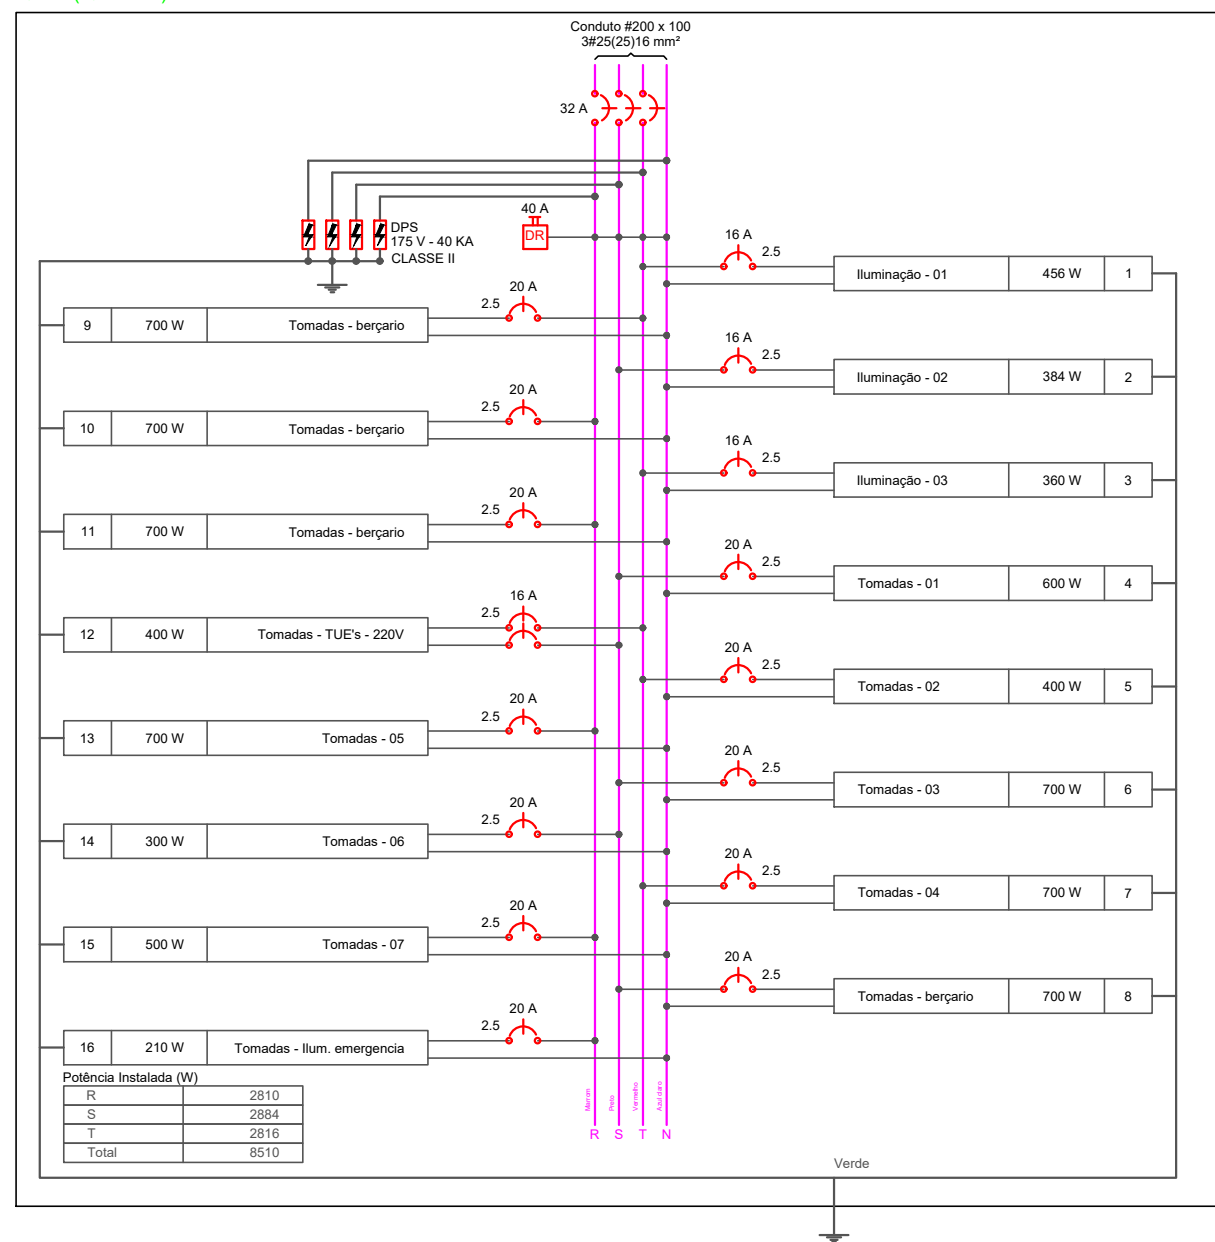 Conduto #200 x 100
3#25(25)16 mm²
32 A
40 A
DR
DPS
175 V - 40 KA
CLASSE II
16 A
2.5
Iluminação - 01 456 W 1
20 A
2.5
9 700 W Tomadas - berçario
16 A
2.5
Iluminação - 02 384 W 2
20 A
2.5
10 700 W Tomadas - berçario
16 A
2.5
Iluminação - 03 360 W 3
20 A
2.5
11 700 W Tomadas - berçario
20 A
2.5
Tomadas - 01 600 W 4
16 A
2.5
12 400 W Tomadas - TUE's - 220V
20 A
2.5
Tomadas - 02 400 W 5
20 A
2.5
13 700 W Tomadas - 05
20 A
2.5
Tomadas - 03 700 W 6
20 A
2.5
14 300 W Tomadas - 06
20 A
2.5
Tomadas - 04 700 W 7
20 A
2.5
15 500 W Tomadas - 07
20 A
2.5
Tomadas - berçario 700 W 8
20 A
2.5
16 210 W Tomadas - Ilum. emergencia
Potência Instalada (W)
R 2810
S 2884
T 2816
Total 8510
Marrom
Preto
Vermelho
Azul claro
R S T N
Verde